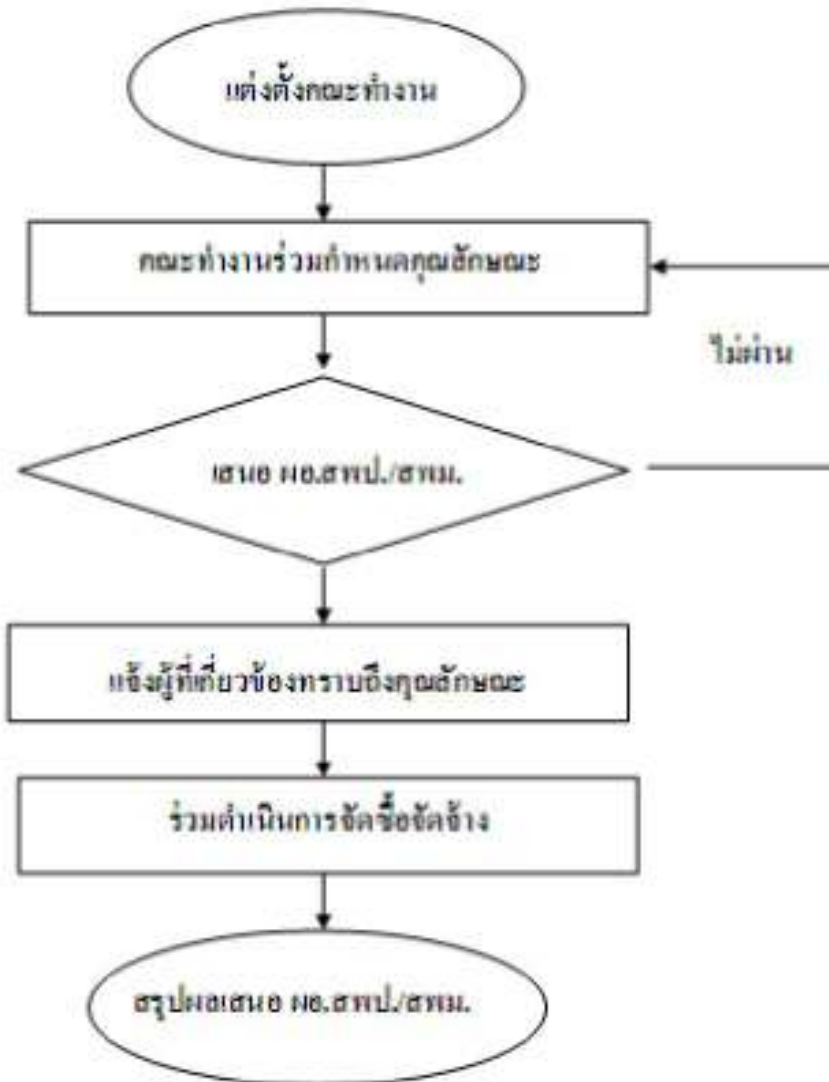 แต่งตั้งคณะทำงาน
คณะทำงานร่วมกำหนดคุณลักษณะ
ไม่ผ่าน
เสนอ ผอ.สพป./สพม.
แจ้งผู้ที่เกี่ยวข้องทราบถึงคุณลักษณะ
ร่วมดำเนินการจัดซื้อจัดจ้าง
สรุปผลเสนอ ผอ.สพป./สพม.